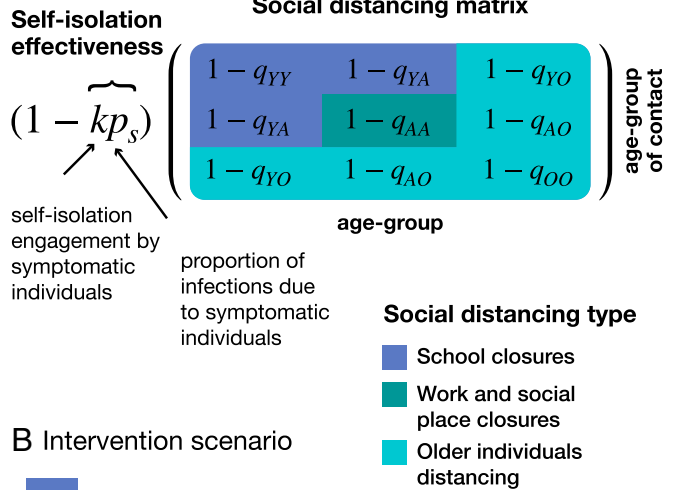 Social distancing matrix
Self-isolation
effectiveness
(1 − kpₛ)
1 − q_YY 1 − q_YA 1 − q_YO
1 − q_YA 1 − q_AA 1 − q_AO
1 − q_YO 1 − q_AO 1 − q_OO
age-group
of contact
age-group
self-isolation
engagement by
symptomatic
individuals
proportion of
infections due
to symptomatic
individuals
Social distancing type
School closures
Work and social
place closures
Older individuals
distancing
B Intervention scenario